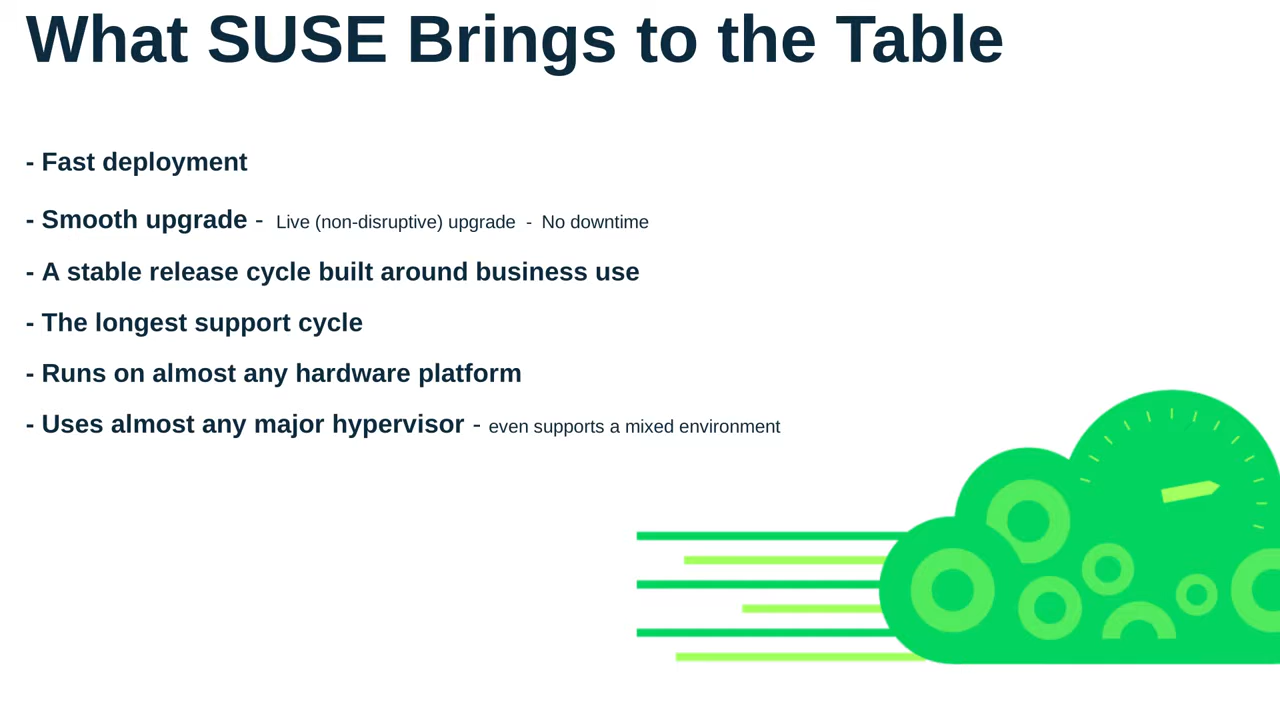 What SUSE Brings to the Table
- Fast deployment
- Smooth upgrade - Live (non-disruptive) upgrade - No downtime
- A stable release cycle built around business use
- The longest support cycle
- Runs on almost any hardware platform
- Uses almost any major hypervisor - even supports a mixed environment